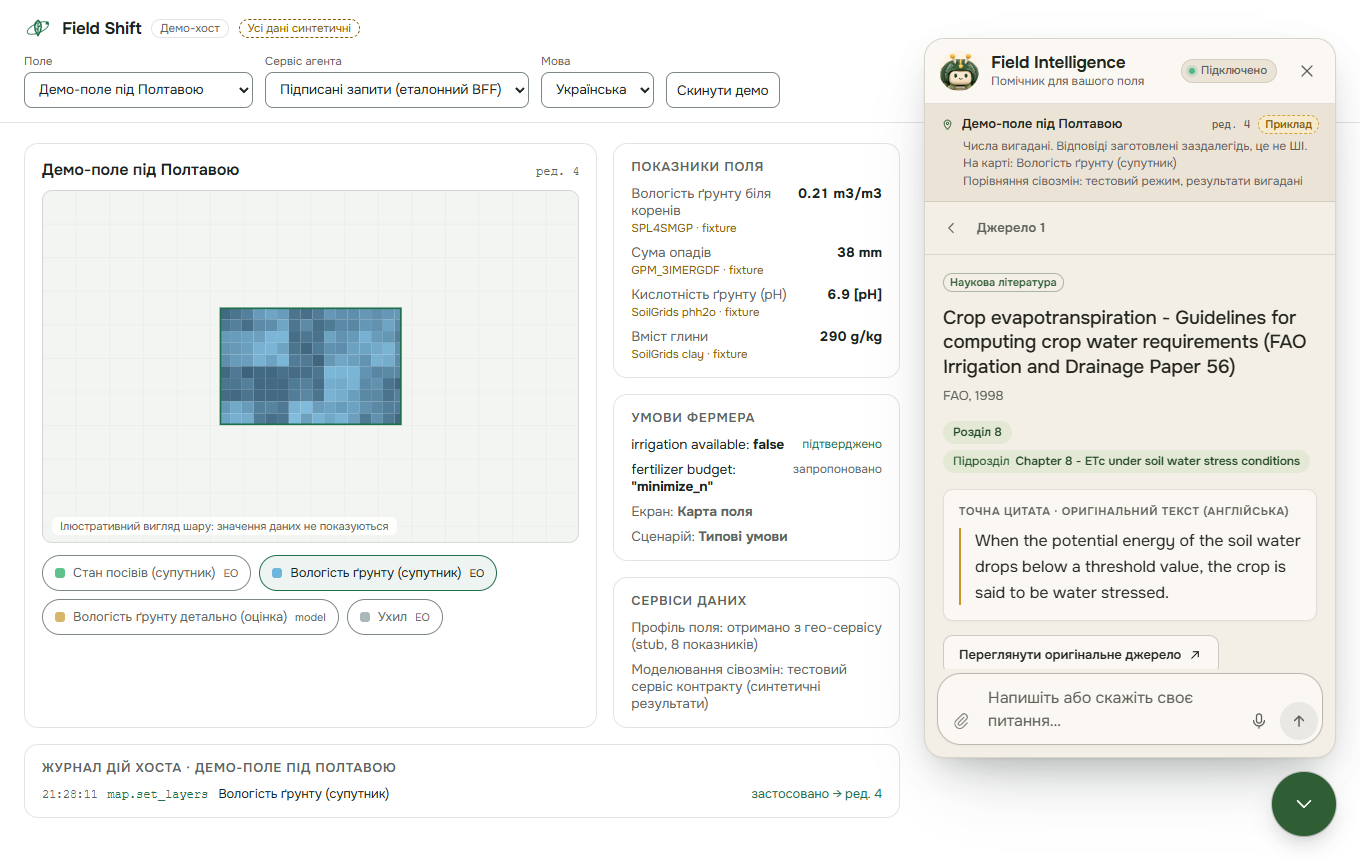 Field Shift
Демо-хост
Усі дані синтетичні
Поле
Сервіс агента
Мова
Демо-поле під Полтавою
Підписані запити (еталонний BFF)
Українська
Скинути демо
Демо-поле під Полтавою
ред. 4
Ілюстративний вигляд шару: значення даних не показуються
Стан посівів (супутник) EO
Вологість ґрунту (супутник) EO
Вологість ґрунту детально (оцінка) model
Ухил EO
ПОКАЗНИКИ ПОЛЯ
Вологість ґрунту біля
коренів
0.21 m3/m3
SPL4SMGP · fixture
Сума опадів
38 mm
GPM_3IMERGDF · fixture
Кислотність ґрунту (pH)
6.9 [pH]
SoilGrids phh2o · fixture
Вміст глини
290 g/kg
SoilGrids clay · fixture
УМОВИ ФЕРМЕРА
irrigation available: false
підтверджено
fertilizer budget:
"minimize_n"
запропоновано
Екран: Карта поля
Сценарій: Типові умови
СЕРВІСИ ДАНИХ
Профіль поля: отримано з гео-сервісу
(stub, 8 показників)
Моделювання сівозмін: тестовий
сервіс контракту (синтетичні
результати)
ЖУРНАЛ ДІЙ ХОСТА · ДЕМО-ПОЛЕ ПІД ПОЛТАВОЮ
21:28:11 map.set_layers Вологість ґрунту (супутник)
застосовано → ред. 4
Field Intelligence
Помічник для вашого поля
Підключено
Демо-поле під Полтавою
ред. 4
Приклад
Числа вигадані. Відповіді заготовлені заздалегідь, це не ШІ.
На карті: Вологість ґрунту (супутник)
Порівняння сівозмін: тестовий режим, результати вигадані
Джерело 1
Наукова література
Crop evapotranspiration - Guidelines for
computing crop water requirements (FAO
Irrigation and Drainage Paper 56)
FAO, 1998
Розділ 8
Підрозділ Chapter 8 - ETc under soil water stress conditions
ТОЧНА ЦИТАТА · ОРИГІНАЛЬНИЙ ТЕКСТ (АНГЛІЙСЬКА)
When the potential energy of the soil water
drops below a threshold value, the crop is
said to be water stressed.
Переглянути оригінальне джерело ↗
Напишіть або скажіть своє
питання...